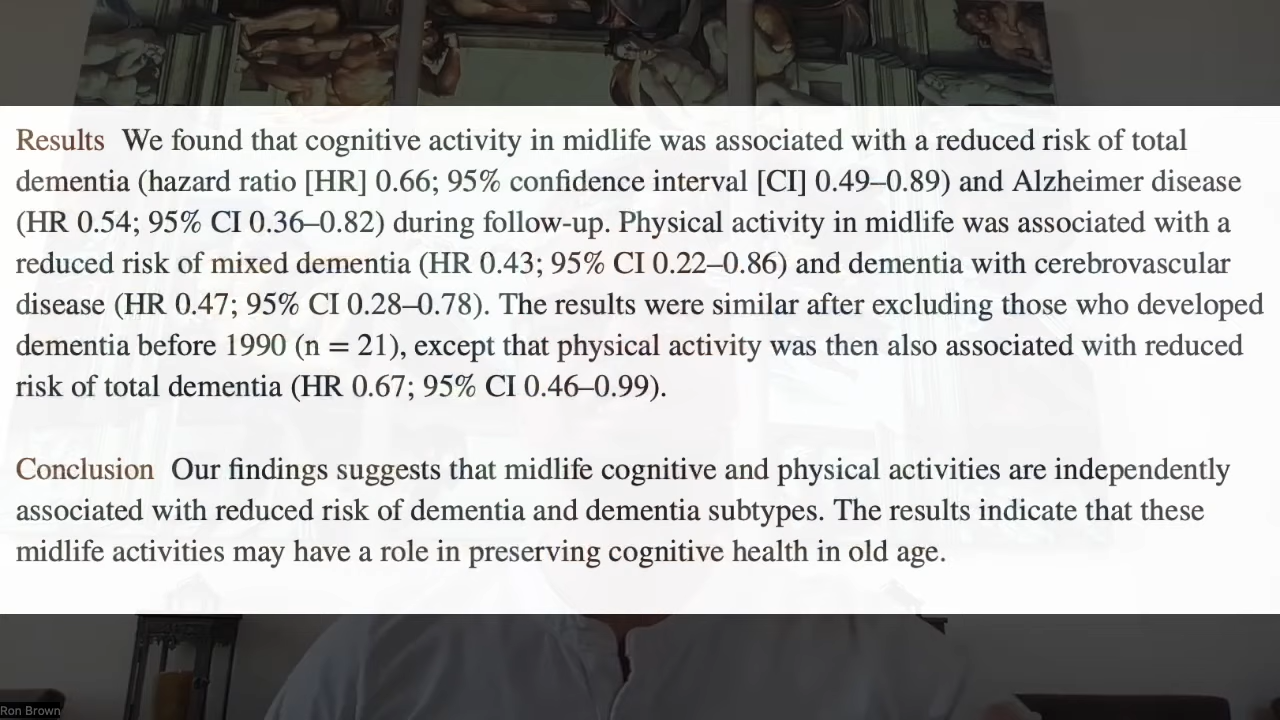 Results We found that cognitive activity in midlife was associated with a reduced risk of total
dementia (hazard ratio [HR] 0.66; 95% confidence interval [CI] 0.49–0.89) and Alzheimer disease
(HR 0.54; 95% CI 0.36–0.82) during follow-up. Physical activity in midlife was associated with a
reduced risk of mixed dementia (HR 0.43; 95% CI 0.22–0.86) and dementia with cerebrovascular
disease (HR 0.47; 95% CI 0.28–0.78). The results were similar after excluding those who developed
dementia before 1990 (n = 21), except that physical activity was then also associated with reduced
risk of total dementia (HR 0.67; 95% CI 0.46–0.99).
Conclusion Our findings suggests that midlife cognitive and physical activities are independently
associated with reduced risk of dementia and dementia subtypes. The results indicate that these
midlife activities may have a role in preserving cognitive health in old age.
Ron Brown